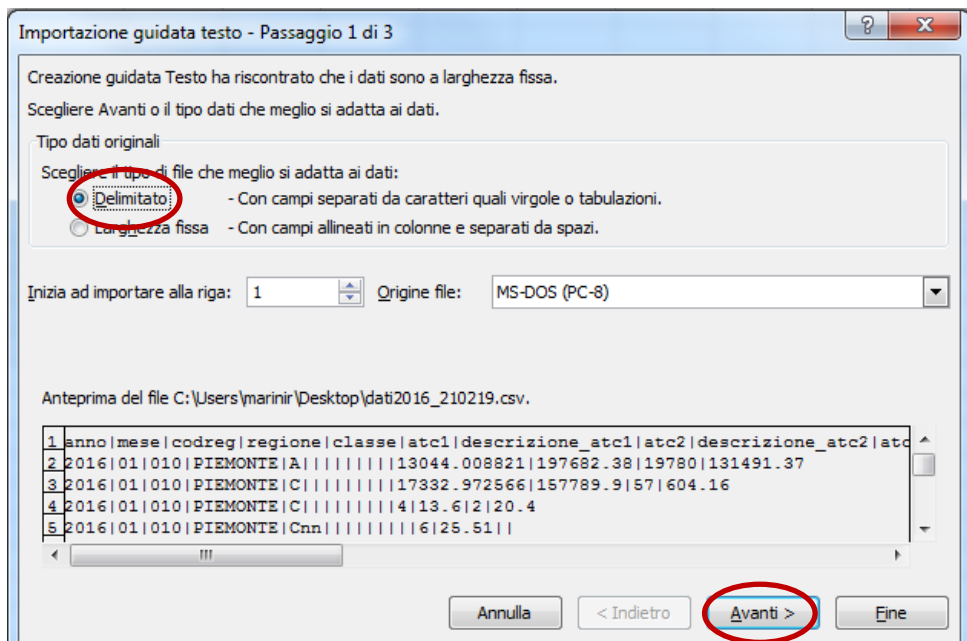 Importazione guidata testo - Passaggio 1 di 3
Creazione guidata Testo ha riscontrato che i dati sono a larghezza fissa.
Scegliere Avanti o il tipo dati che meglio si adatta ai dati.
Tipo dati originali
Scegliere il tipo di file che meglio si adatta ai dati:
Delimitato - Con campi separati da caratteri quali virgole o tabulazioni.
Larghezza fissa - Con campi allineati in colonne e separati da spazi.
Inizia ad importare alla riga: 1 Origine file: MS-DOS (PC-8)
Anteprima del file C:\Users\marinir\Desktop\dati2016_210219.csv.
1 anno|mese|codreg|regione|classe|atc1|descrizione_atc1|atc2|descrizione_atc2|atc
2 2016|01|010|PIEMONTE|A|||||||||13044.008821|197682.38|19780|131491.37
3 2016|01|010|PIEMONTE|C|||||||||17332.972566|157789.9|57|604.16
4 2016|01|010|PIEMONTE|C|||||||||4|13.6|2|20.4
5 2016|01|010|PIEMONTE|Cnn|||||||||6|25.51||
Annulla < Indietro Avanti > Fine